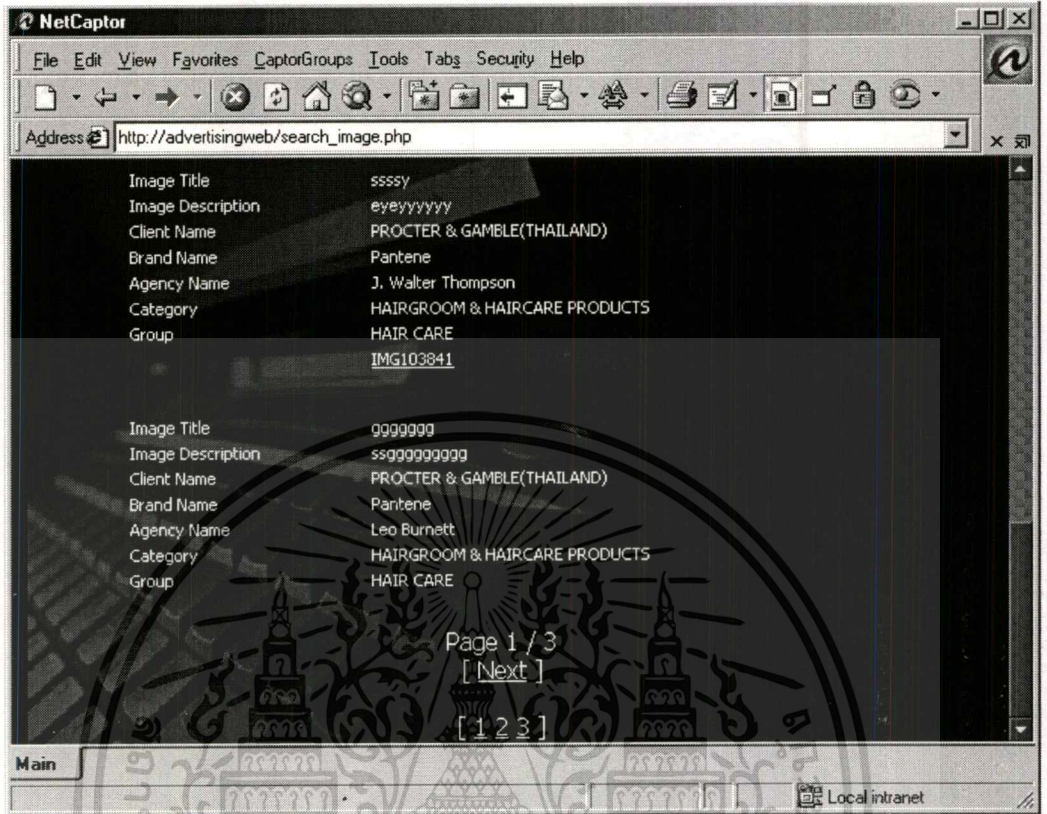 NetCaptor
File Edit View Favorites CaptorGroups Tools Tabs Security Help
Address http://advertisingweb/search_image.php
Image Title ssssy
Image Description eyeyyyyyy
Client Name PROCTER & GAMBLE(THAILAND)
Brand Name Pantene
Agency Name J. Walter Thompson
Category HAIRGROOM & HAIRCARE PRODUCTS
Group HAIR CARE
IMG103841
Image Title ggggggg
Image Description ssggggggggg
Client Name PROCTER & GAMBLE(THAILAND)
Brand Name Pantene
Agency Name Leo Burnett
Category HAIRGROOM & HAIRCARE PRODUCTS
Group HAIR CARE
Page 1 / 3
[ Next ]
[ 1 2 3 ]
Main
Local intranet